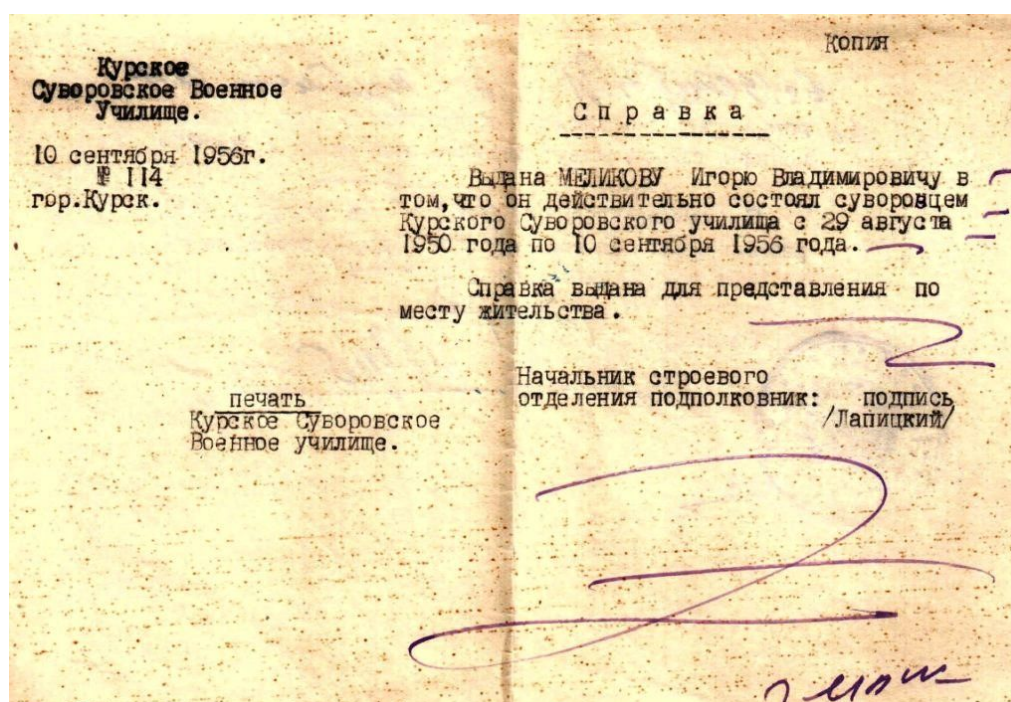 Копия
Курское
Суворовское Военное
Училище.
10 сентября 1956г.
№ 114
гор.Курск.
Справка
Выдана МЕЛИКОВУ Игорю Владимировичу в
том,что он действительно состоял суворовцем
Курского Суворовского училища с 29 августа
1950 года по 10 сентября 1956 года.
Справка выдана для представления по
месту жительства.
Начальник строевого
отделения подполковник: подпись
/Лапицкий/
печать
Курское Суворовское
Военное училище.